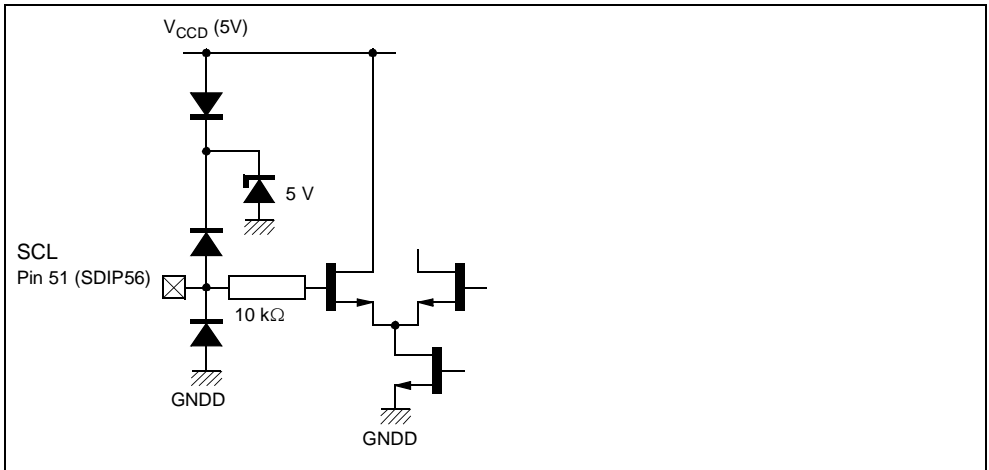 VCCD (5V)
5 V
SCL
Pin 51 (SDIP56)
10 kΩ
GNDD
GNDD